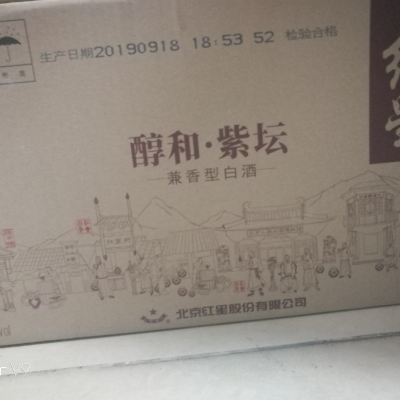 生产日期20190918 18:53 52 检验合格
醇和·紫坛
兼香型白酒
北京红星股份有限公司